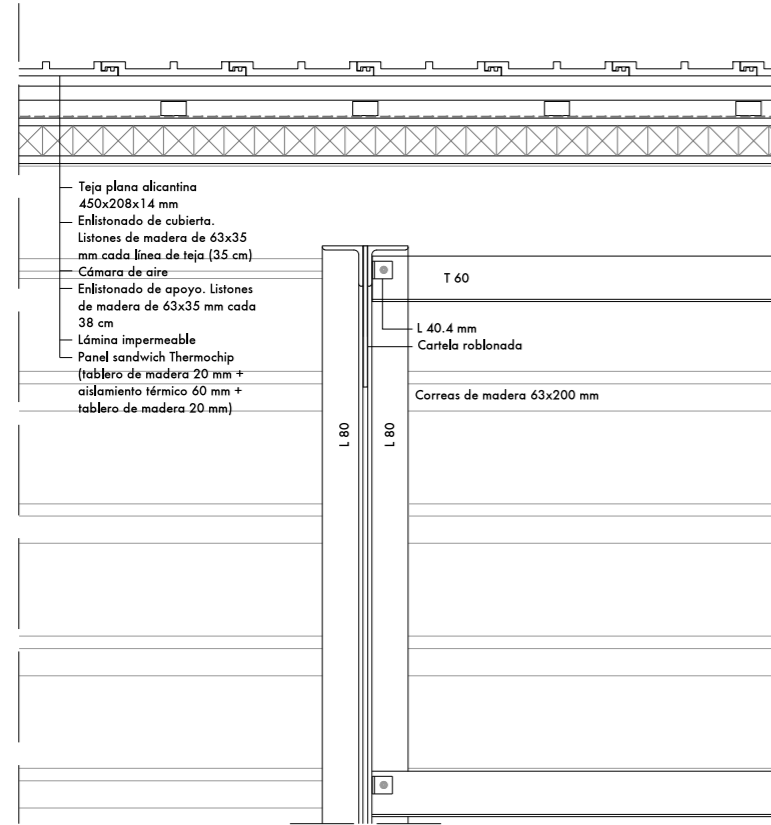 Teja plana alicantina
450x208x14 mm
Enlistonado de cubierta.
Listones de madera de 63x35
mm cada línea de teja (35 cm)
Cámara de aire
Enlistonado de apoyo. Listones
de madera de 63x35 mm cada
38 cm
Lámina impermeable
Panel sandwich Thermochip
(tablero de madera 20 mm +
aislamiento térmico 60 mm +
tablero de madera 20 mm)
T 60
L 40.4 mm
Cartela roblonada
Correas de madera 63x200 mm
L 80
L 80